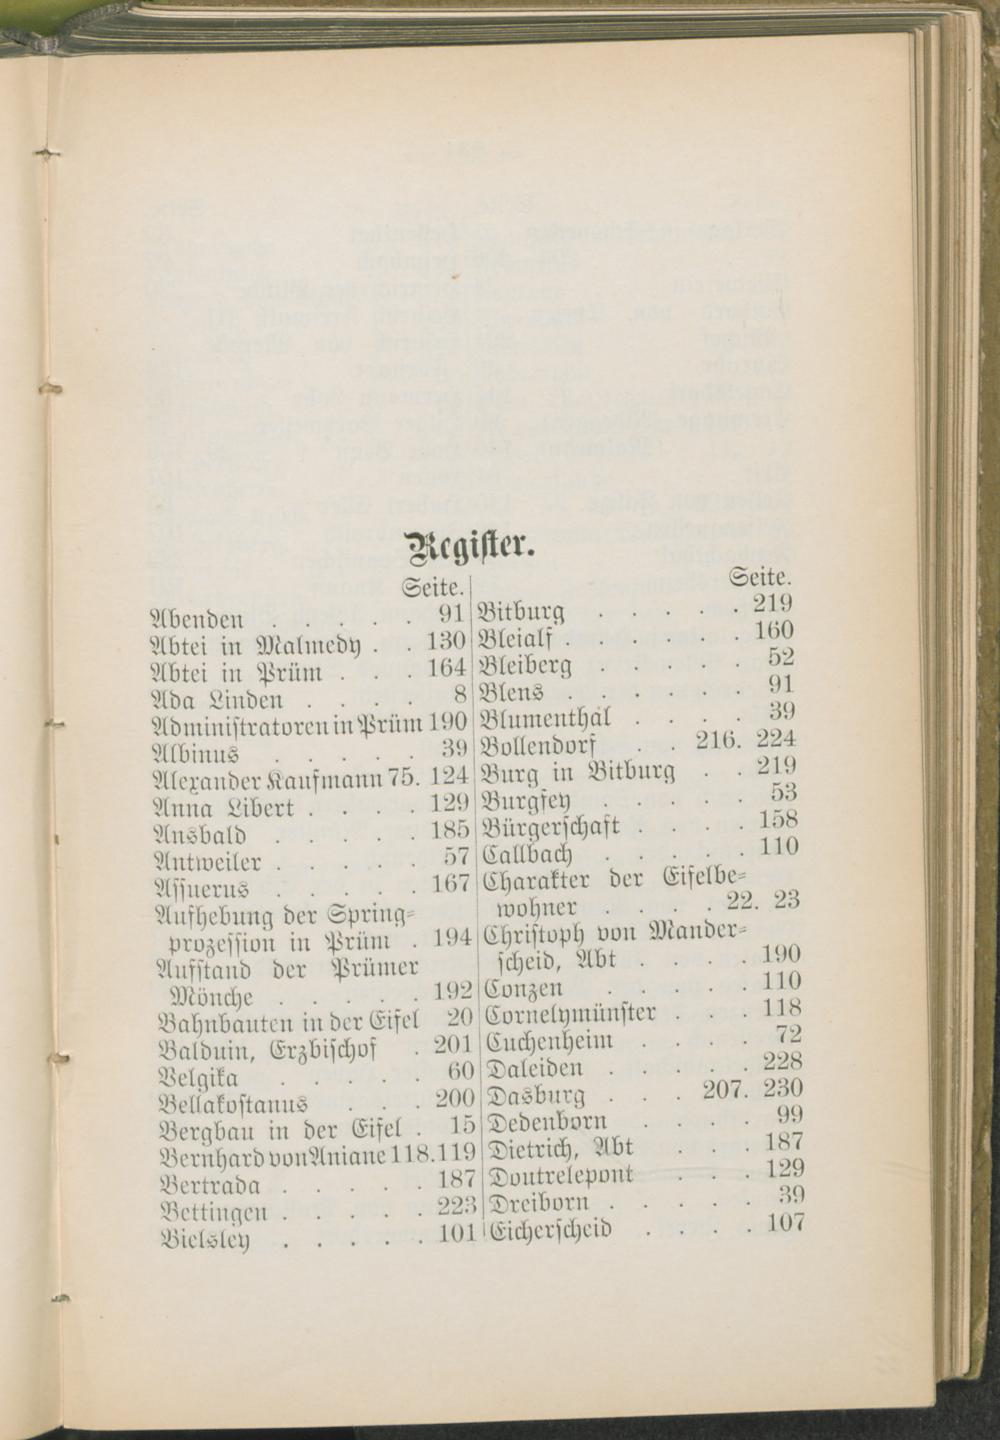 Register.
Seite.
Abenden . . . . . 91
Abtei in Malmedy . . 130
Abtei in Prüm . . . 164
Ada Linden . . . . 8
Administratoren in Prüm 190
Albinus . . . . . 39
Alexander Kaufmann 75. 124
Anna Libert . . . . 129
Ansbald . . . . . 185
Antweiler . . . . . 57
Assuerus . . . . . 167
Aufhebung der Spring-
prozession in Prüm . 194
Aufstand der Prümer
Mönche . . . . . 192
Bahnbauten in der Eifel 20
Balduin, Erzbischof . 201
Belgika . . . . . 60
Bellakostanus . . . 200
Bergbau in der Eifel . 15
Bernhard von Aniane 118.119
Bertrada . . . . . 187
Bettingen . . . . . 223
Bielsley . . . . . 101
Seite.
Bitburg . . . . . 219
Bleialf . . . . . . 160
Bleiberg . . . . . 52
Blens . . . . . . 91
Blumenthal . . . . 39
Bollendorf . . 216. 224
Burg in Bitburg . . 219
Burgfey . . . . . 53
Bürgerschaft . . . . 158
Callbach . . . . . 110
Charakter der Eifelbe-
wohner . . . . 22. 23
Christoph von Mander-
scheid, Abt . . . . 190
Conzen . . . . . 110
Cornelymünster . . . 118
Cuchenheim . . . . 72
Daleiden . . . . . 228
Dasburg . . . 207. 230
Dedenborn . . . . 99
Dietrich, Abt . . . 187
Doutrelepont . . . 129
Dreiborn . . . . . 39
Eicherscheid . . . . 107